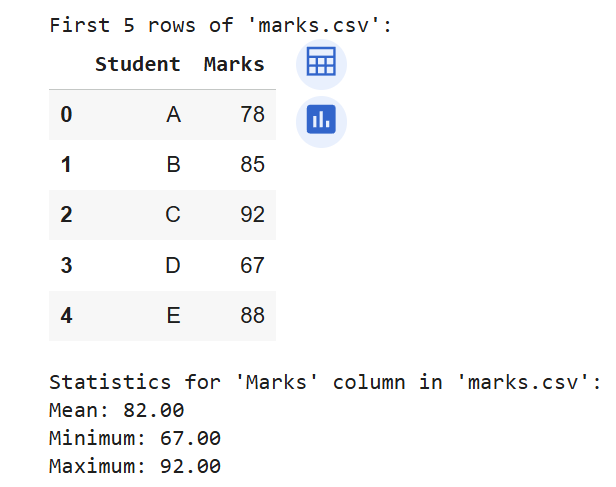 First 5 rows of 'marks.csv':
Student Marks
0 A 78
1 B 85
2 C 92
3 D 67
4 E 88
Statistics for 'Marks' column in 'marks.csv':
Mean: 82.00
Minimum: 67.00
Maximum: 92.00